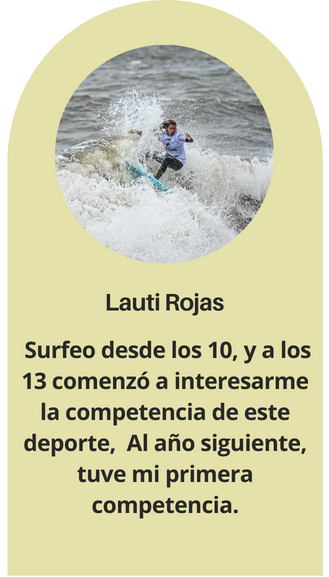 Lauti Rojas
Surfeo desde los 10, y a los
13 comenzó a interesarme
la competencia de este
deporte,  Al año siguiente,
tuve mi primera
competencia.